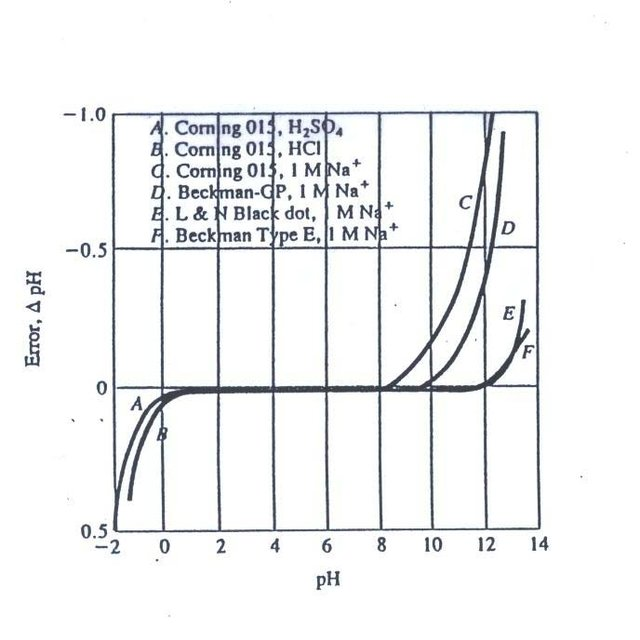 −1.0
A. Corning 015, H₂SO₄
B. Corning 015, HCl
C. Corning 015, 1 M Na⁺
D. Beckman-GP, 1 M Na⁺
E. L & N Black dot, 1 M Na⁺
F. Beckman Type E, 1 M Na⁺
C
D
−0.5
E
F
Error, Δ pH
0
A
B
0.5
−2 0 2 4 6 8 10 12 14
pH